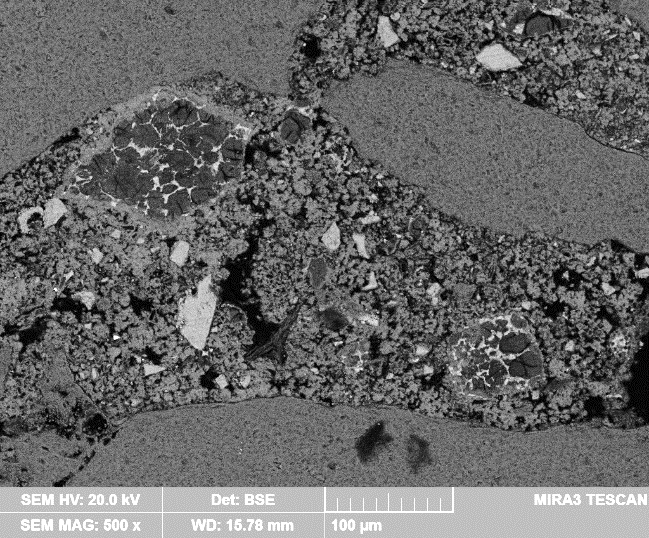 SEM HV: 20.0 kV
Det: BSE
MIRA3 TESCAN
SEM MAG: 500 x
WD: 15.78 mm
100 µm